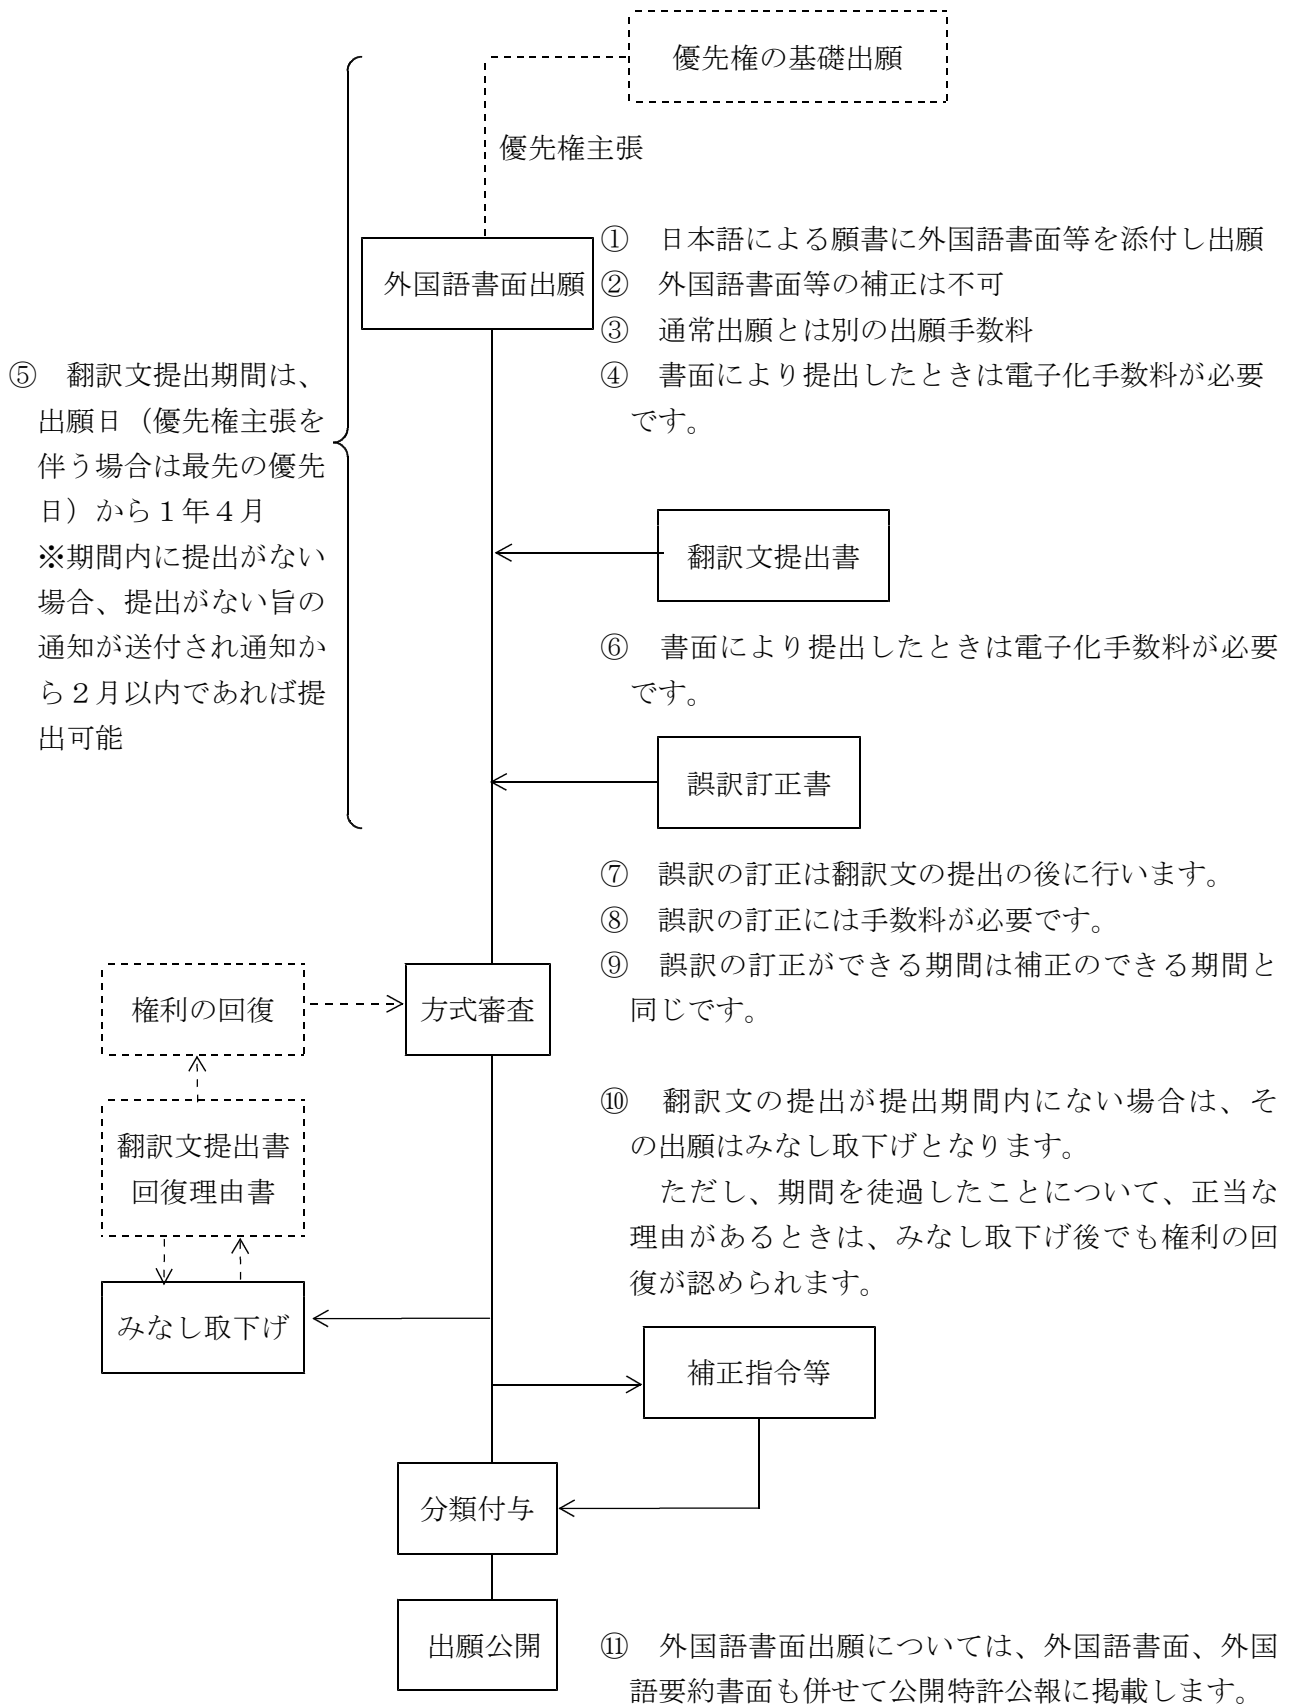 優先権の基礎出願
優先権主張
外国語書面出願
①　日本語による願書に外国語書面等を添付し出願
②　外国語書面等の補正は不可
③　通常出願とは別の出願手数料
④　書面により提出したときは電子化手数料が必要
です。
⑤　翻訳文提出期間は、
出願日（優先権主張を
伴う場合は最先の優先
日）から１年４月
※期間内に提出がない
場合、提出がない旨の
通知が送付され通知か
ら２月以内であれば提
出可能
翻訳文提出書
⑥　書面により提出したときは電子化手数料が必要
です。
誤訳訂正書
⑦　誤訳の訂正は翻訳文の提出の後に行います。
⑧　誤訳の訂正には手数料が必要です。
⑨　誤訳の訂正ができる期間は補正のできる期間と
同じです。
権利の回復
方式審査
翻訳文提出書
回復理由書
みなし取下げ
⑩　翻訳文の提出が提出期間内にない場合は、そ
の出願はみなし取下げとなります。
ただし、期間を徒過したことについて、正当な
理由があるときは、みなし取下げ後でも権利の回
復が認められます。
補正指令等
分類付与
出願公開
⑪　外国語書面出願については、外国語書面、外国
語要約書面も併せて公開特許公報に掲載します。